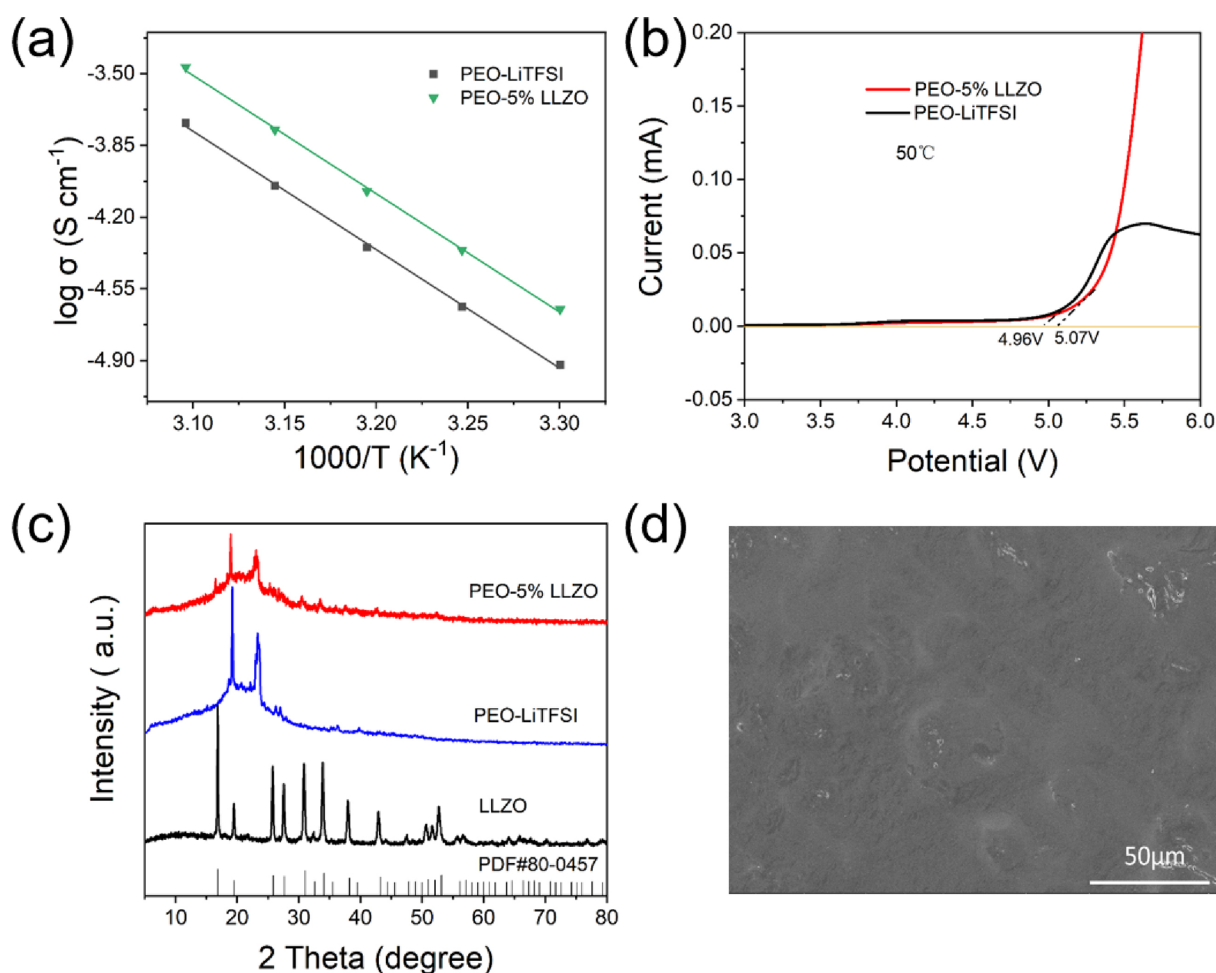 (a)
-3.50
-3.85
-4.20
-4.55
-4.90
log σ (S cm⁻¹)
PEO-LiTFSI
PEO-5% LLZO
3.10 3.15 3.20 3.25 3.30
1000/T (K⁻¹)
(b)
0.20
0.15
0.10
0.05
0.00
-0.05
Current (mA)
PEO-5% LLZO
PEO-LiTFSI
50℃
4.96V 5.07V
3.0 3.5 4.0 4.5 5.0 5.5 6.0
Potential (V)
(c)
Intensity ( a.u.)
PEO-5% LLZO
PEO-LiTFSI
LLZO
PDF#80-0457
10 20 30 40 50 60 70 80
2 Theta (degree)
(d)
50μm